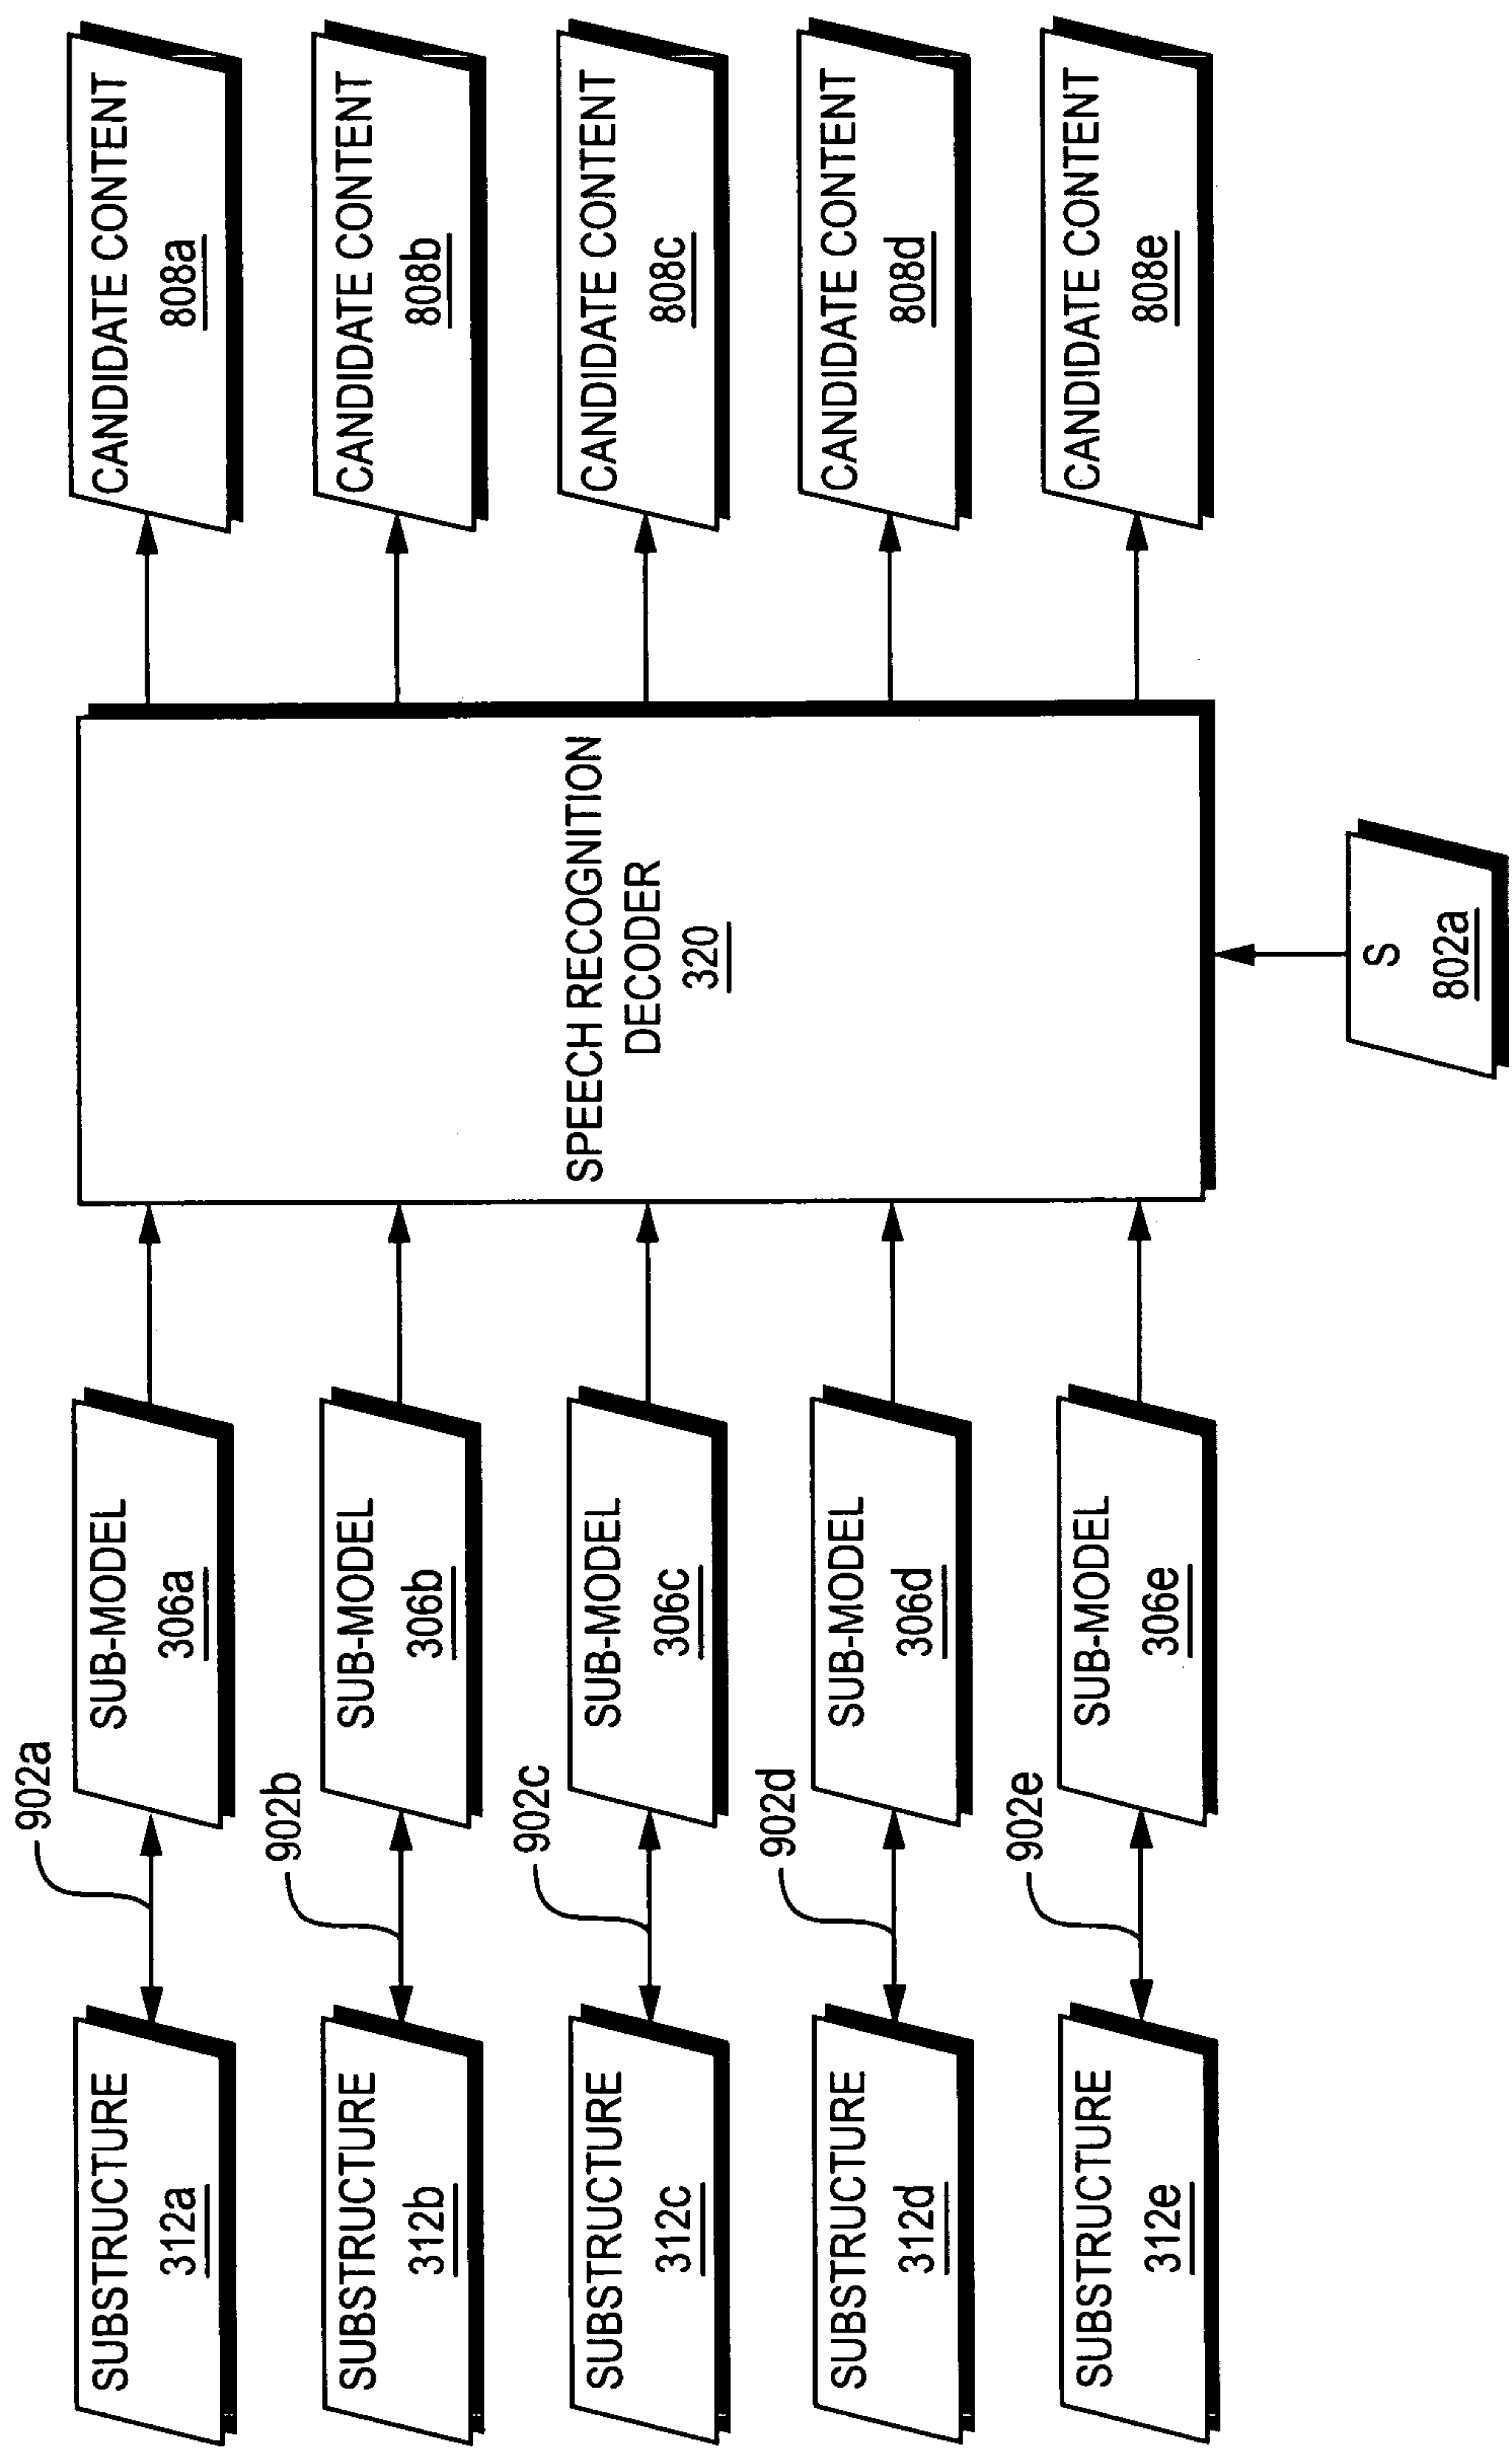 902a
SUBSTRUCTURE
312a
SUB-MODEL
306a
CANDIDATE CONTENT
808a
902b
SUBSTRUCTURE
312b
SUB-MODEL
306b
CANDIDATE CONTENT
808b
902c
SUBSTRUCTURE
312c
SUB-MODEL
306c
SPEECH RECOGNITION
DECODER
320
CANDIDATE CONTENT
808c
902d
SUBSTRUCTURE
312d
SUB-MODEL
306d
CANDIDATE CONTENT
808d
902e
SUBSTRUCTURE
312e
SUB-MODEL
306e
CANDIDATE CONTENT
808e
S
802a